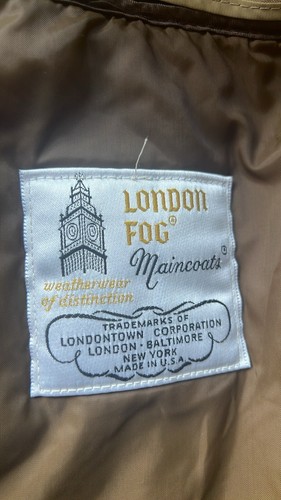 LONDON
FOG®
Maincoats®
weatherwear
of distinction
TRADEMARKS OF
LONDONTOWN CORPORATION
LONDON · BALTIMORE
NEW YORK
MADE IN U.S.A.